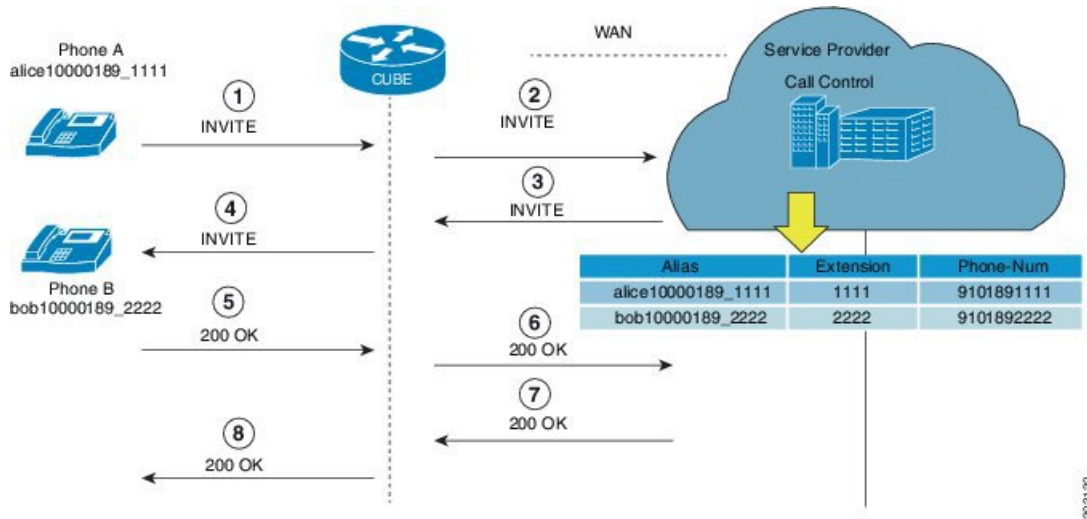 Phone A
alice10000189_1111
CUBE
WAN
Service Provider
Call Control
1
INVITE
2
INVITE
3
INVITE
4
INVITE
Phone B
bob10000189_2222
Alias Extension Phone-Num
alice10000189_1111 1111 9101891111
bob10000189_2222 2222 9101892222
5
200 OK
6
200 OK
7
200 OK
8
200 OK